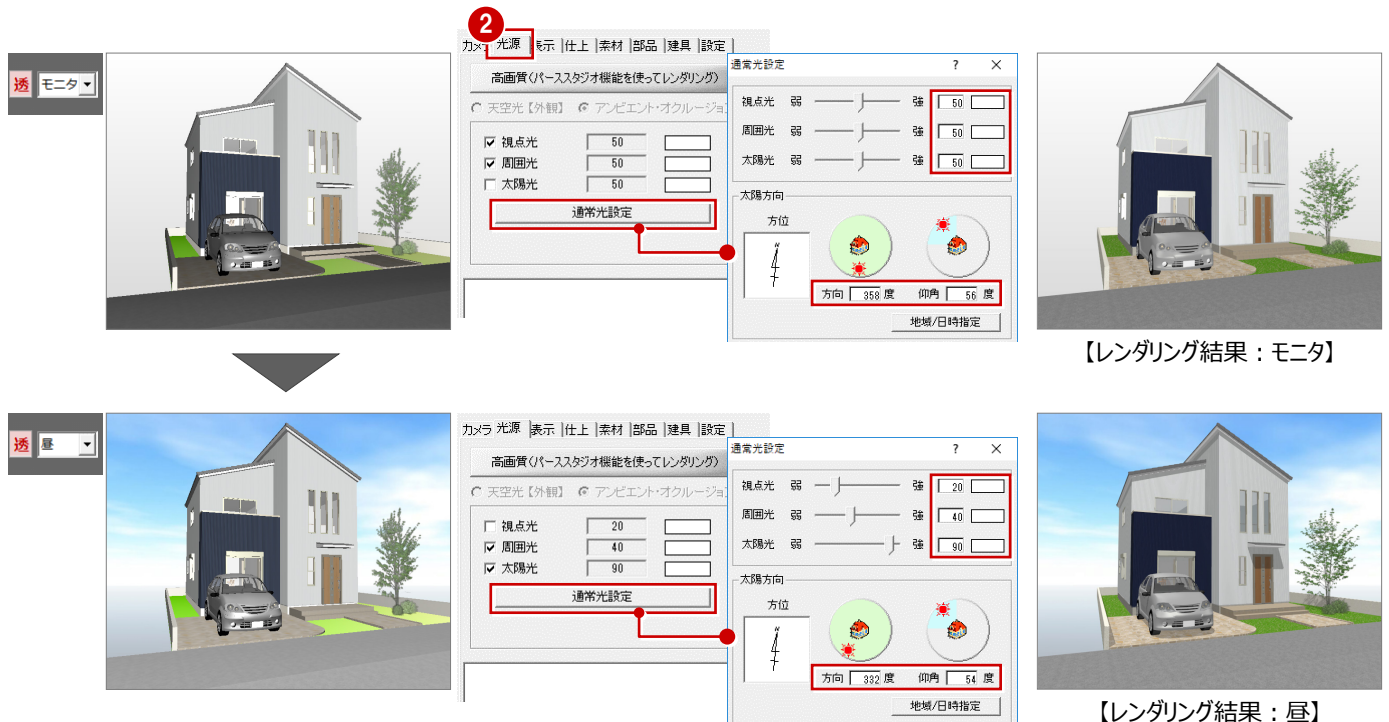 2
透 モニタ
カメラ 光源 表示 仕上 素材 部品 建具 設定
高画質(パーススタジオ機能を使ってレンダリング)
天空光【外観】 アンビエント・オクルージョ
視点光 50
周囲光 50
太陽光 50
通常光設定
通常光設定 ? ×
視点光 弱 強 50
周囲光 弱 強 50
太陽光 弱 強 50
太陽方向
方位
N
方向 358 度 仰角 56 度
地域/日時指定
【レンダリング結果：モニタ】
透 昼
カメラ 光源 表示 仕上 素材 部品 建具 設定
高画質(パーススタジオ機能を使ってレンダリング)
天空光【外観】 アンビエント・オクルージョ
視点光 20
周囲光 40
太陽光 90
通常光設定
通常光設定 ? ×
視点光 弱 強 20
周囲光 弱 強 40
太陽光 弱 強 90
太陽方向
方位
N
方向 332 度 仰角 54 度
地域/日時指定
【レンダリング結果：昼】